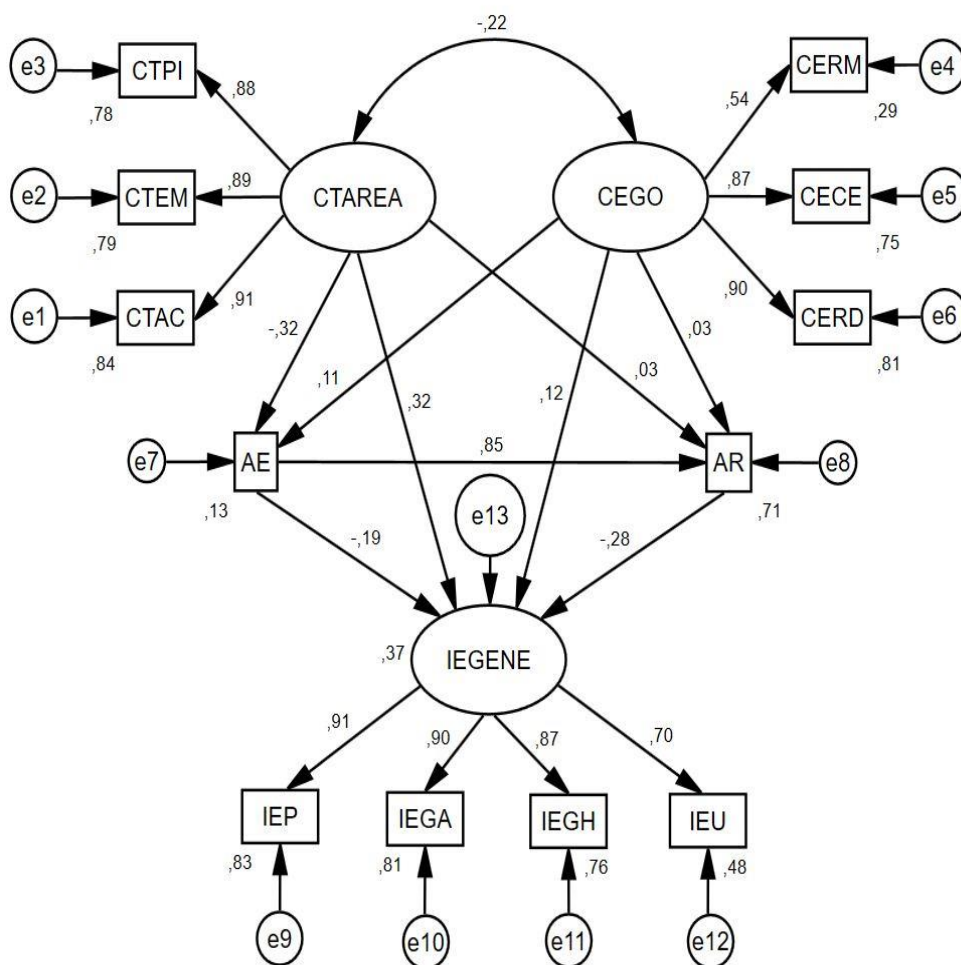 -,22
e3
CTPI
,88
,78
CERM
e4
,54
,29
e2
CTEM
,89
,79
CTAREA
CEGO
,87
CECE
e5
,75
e1
CTAC
,91
,84
,90
CERD
e6
,81
-,32
,11
,32
,12
,03
,03
e7
AE
,85
AR
e8
,13
,71
e13
-,19
-,28
,37
IEGENE
,91
,90
,87
,70
IEP
IEGA
IEGH
IEU
,83
,81
,76
,48
e9
e10
e11
e12